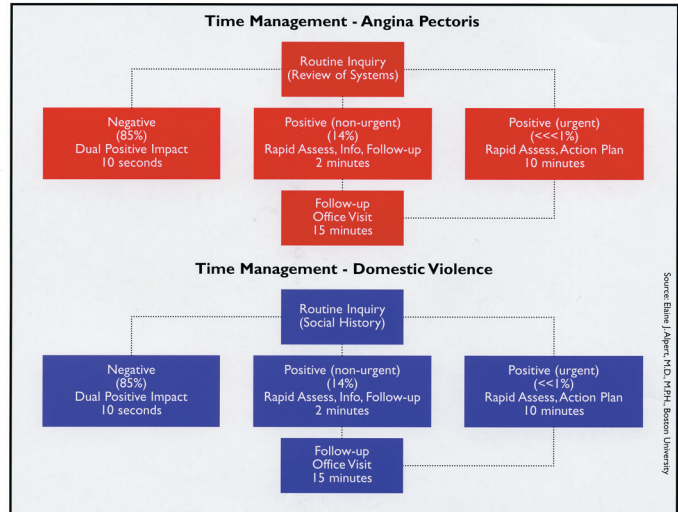 Time Management - Angina Pectoris
Routine Inquiry
(Review of Systems)
Negative
(85%)
Dual Positive Impact
10 seconds
Positive (non-urgent)
(14%)
Rapid Assess, Info, Follow-up
2 minutes
Positive (urgent)
(<<<1%)
Rapid Assess, Action Plan
10 minutes
Follow-up
Office Visit
15 minutes
Time Management - Domestic Violence
Routine Inquiry
(Social History)
Negative
(85%)
Dual Positive Impact
10 seconds
Positive (non-urgent)
(14%)
Rapid Assess, Info, Follow-up
2 minutes
Positive (urgent)
(<<1%)
Rapid Assess, Action Plan
10 minutes
Follow-up
Office Visit
15 minutes
Source: Elaine J. Alpert, M.D., M.P.H., Boston University